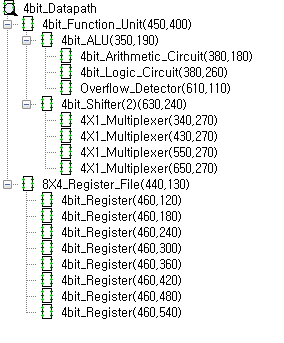 4bit_Datapath
4bit_Function_Unit(450,400)
4bit_ALU(350,190)
4bit_Arithmetic_Circuit(380,180)
4bit_Logic_Circuit(380,260)
Overflow_Detector(610,110)
4bit_Shifter(2)(630,240)
4X1_Multiplexer(340,270)
4X1_Multiplexer(430,270)
4X1_Multiplexer(550,270)
4X1_Multiplexer(650,270)
8X4_Register_File(440,130)
4bit_Register(460,120)
4bit_Register(460,180)
4bit_Register(460,240)
4bit_Register(460,300)
4bit_Register(460,360)
4bit_Register(460,420)
4bit_Register(460,480)
4bit_Register(460,540)